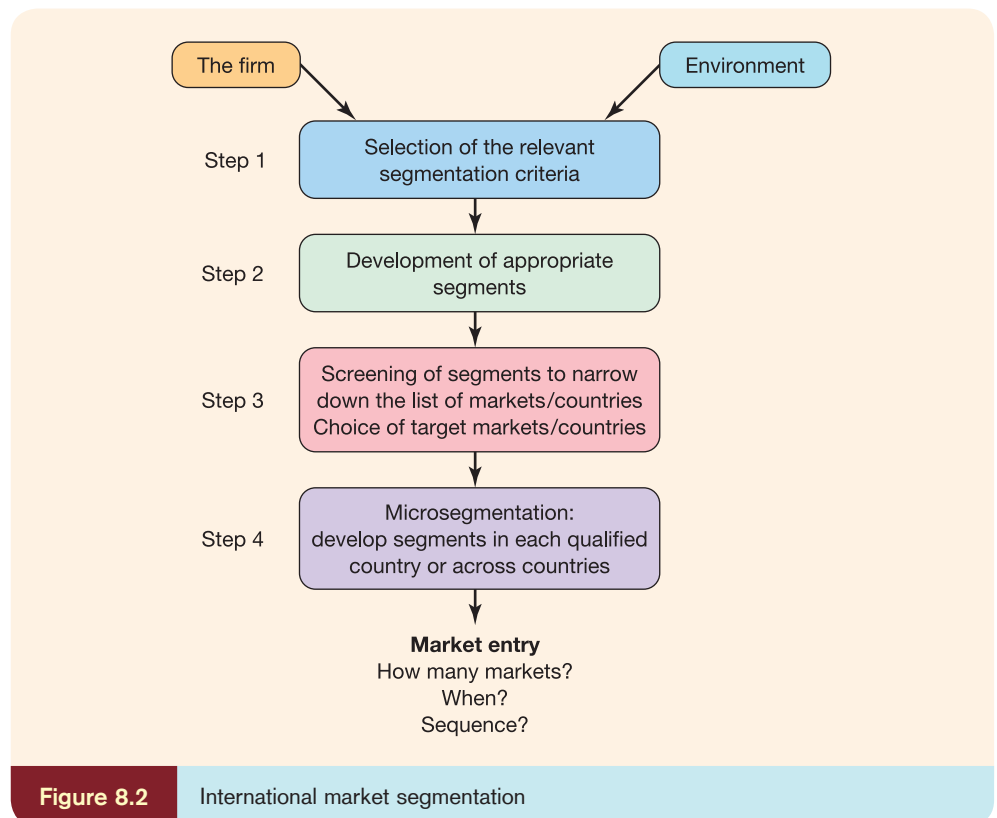 The firm
Environment
Step 1
Selection of the relevant
segmentation criteria
Step 2
Development of appropriate
segments
Step 3
Screening of segments to narrow
down the list of markets/countries
Choice of target markets/countries
Step 4
Microsegmentation:
develop segments in each qualified
country or across countries
Market entry
How many markets?
When?
Sequence?
Figure 8.2
International market segmentation